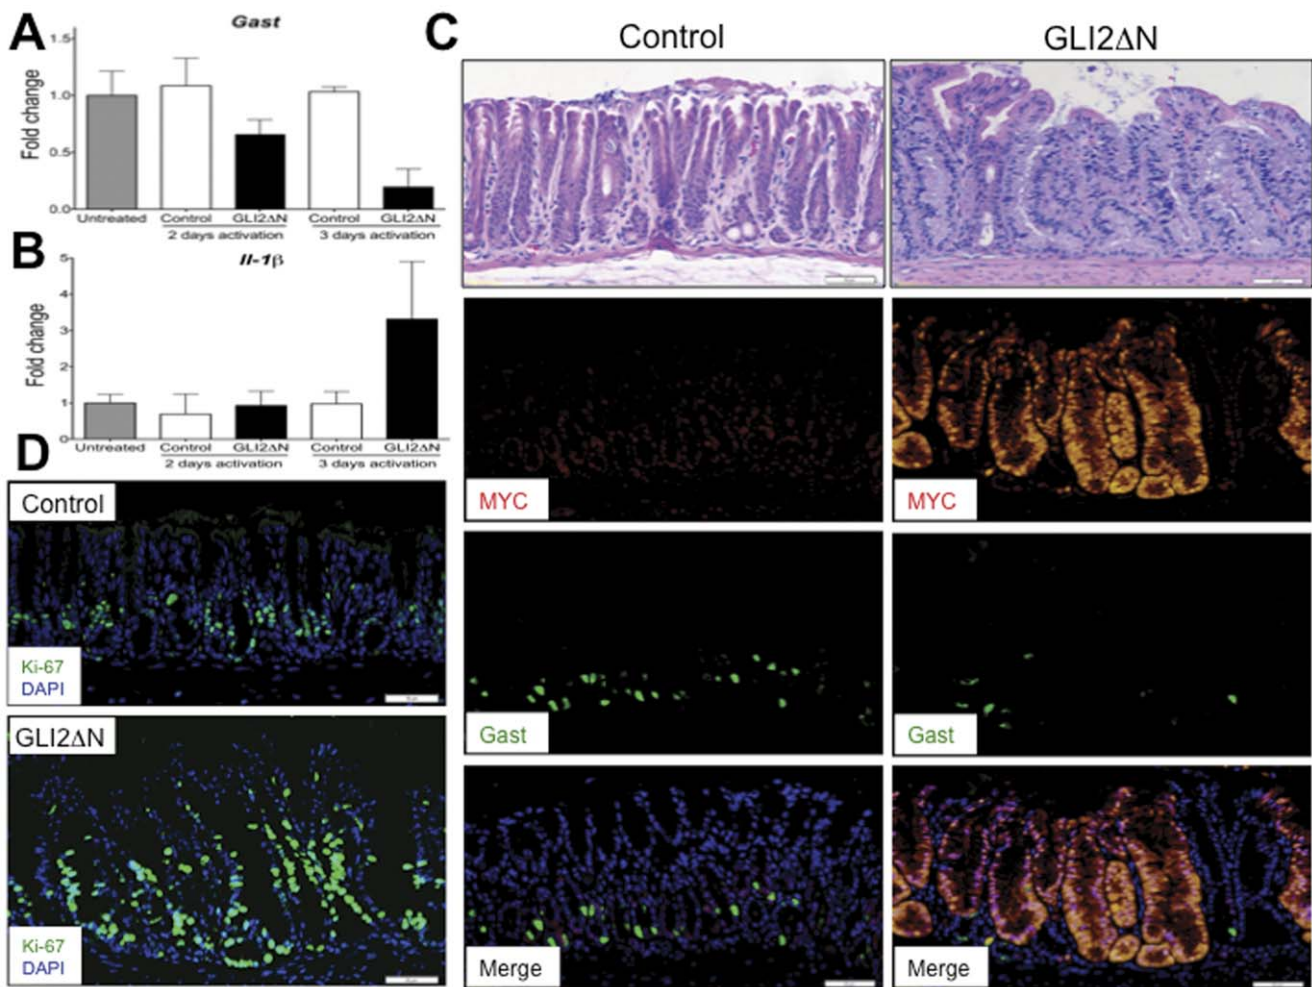 A
Gast
Fold change
1.5
1.0
0.5
0.0
Untreated Control GLI2ΔN Control GLI2ΔN
2 days activation 3 days activation
B
Il-1β
Fold change
5
4
3
2
1
0
Untreated Control GLI2ΔN Control GLI2ΔN
2 days activation 3 days activation
C
Control GLI2ΔN
MYC MYC
Gast Gast
Merge Merge
D
Control
Ki-67
DAPI
GLI2ΔN
Ki-67
DAPI